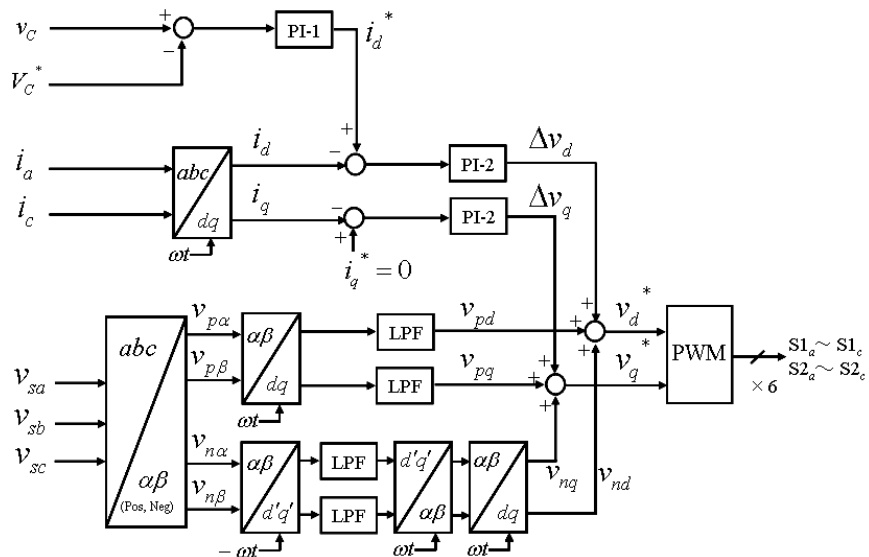 v_C
+
−
V_C^*
PI-1
i_d^*
+
−
i_a
i_c
abc
dq
ωt
i_d
i_q
−
+
i_q^* = 0
PI-2
PI-2
Δv_d
Δv_q
v_sa
v_sb
v_sc
abc
αβ
(Pos, Neg)
v_pα
v_pβ
v_nα
v_nβ
αβ
dq
ωt
LPF
LPF
v_pd
v_pq
αβ
d'q'
− ωt
LPF
LPF
d'q'
αβ
ωt
αβ
dq
ωt
v_nq
v_nd
+
+
+
+
+
+
v_d^*
v_q^*
PWM
×6
S1_a ~ S1_c
S2_a ~ S2_c